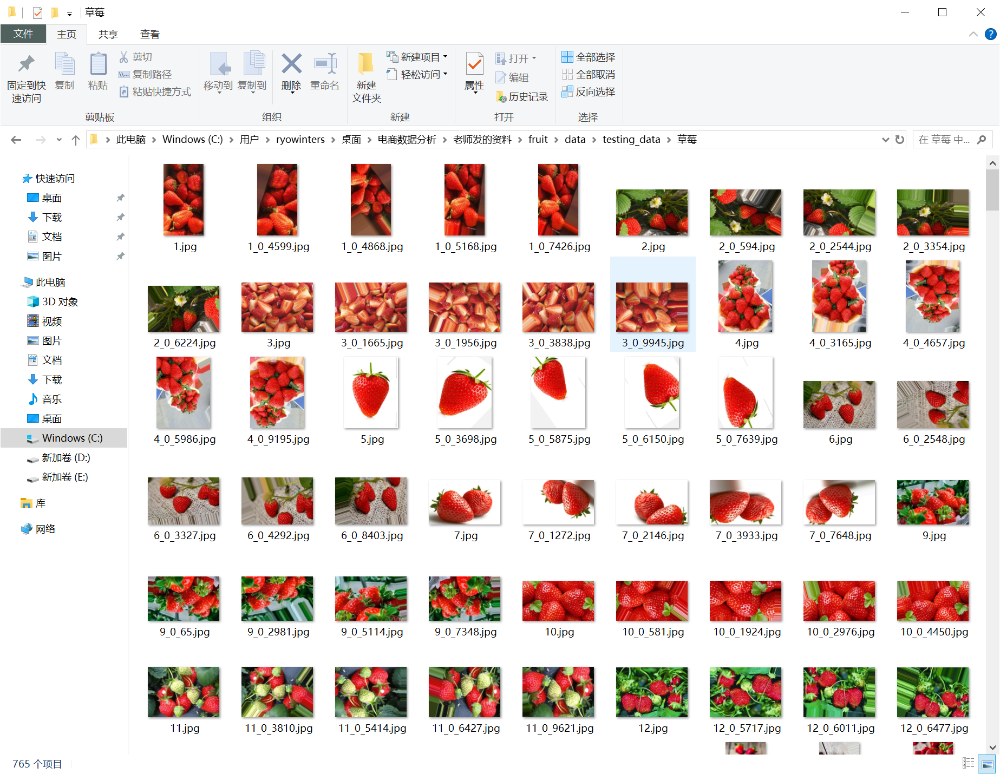 草莓
文件 主页 共享 查看
固定到快速访问
复制
粘贴
剪切
复制路径
粘贴快捷方式
剪贴板
移动到
复制到
删除
重命名
组织
新建文件夹
新建项目
轻松访问
新建
属性
打开
编辑
历史记录
打开
全部选择
全部取消
反向选择
选择
此电脑 Windows (C:) 用户 ryowinters 桌面 电商数据分析 老师发的资料 fruit data testing_data 草莓
在 草莓 中...
快速访问
桌面
下载
文档
图片
此电脑
3D 对象
视频
图片
文档
下载
音乐
桌面
Windows (C:)
新加卷 (D:)
新加卷 (E:)
库
网络
1.jpg 1_0_4599.jpg 1_0_4868.jpg 1_0_5168.jpg 1_0_7426.jpg 2.jpg 2_0_594.jpg 2_0_2544.jpg 2_0_3354.jpg
2_0_6224.jpg 3.jpg 3_0_1665.jpg 3_0_1956.jpg 3_0_3838.jpg 3_0_9945.jpg 4.jpg 4_0_3165.jpg 4_0_4657.jpg
4_0_5986.jpg 4_0_9195.jpg 5.jpg 5_0_3698.jpg 5_0_5875.jpg 5_0_6150.jpg 5_0_7639.jpg 6.jpg 6_0_2548.jpg
6_0_3327.jpg 6_0_4292.jpg 6_0_8403.jpg 7.jpg 7_0_1272.jpg 7_0_2146.jpg 7_0_3933.jpg 7_0_7648.jpg 9.jpg
9_0_65.jpg 9_0_2981.jpg 9_0_5114.jpg 9_0_7348.jpg 10.jpg 10_0_581.jpg 10_0_1924.jpg 10_0_2976.jpg 10_0_4450.jpg
11.jpg 11_0_3810.jpg 11_0_5414.jpg 11_0_6427.jpg 11_0_9621.jpg 12.jpg 12_0_5717.jpg 12_0_6011.jpg 12_0_6477.jpg
765 个项目